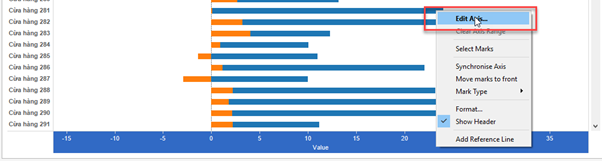 Cửa hàng 281
Edit Axis...
Cửa hàng 282
Clear Axis Range
Cửa hàng 283
Cửa hàng 284
Select Marks
Cửa hàng 285
Cửa hàng 286
Synchronise Axis
Cửa hàng 287
Move marks to front
Cửa hàng 288
Mark Type
Cửa hàng 289
Format...
Cửa hàng 290
Show Header
Cửa hàng 291
Add Reference Line
-15 -10 -5 0 5 10 15 20 35
Value